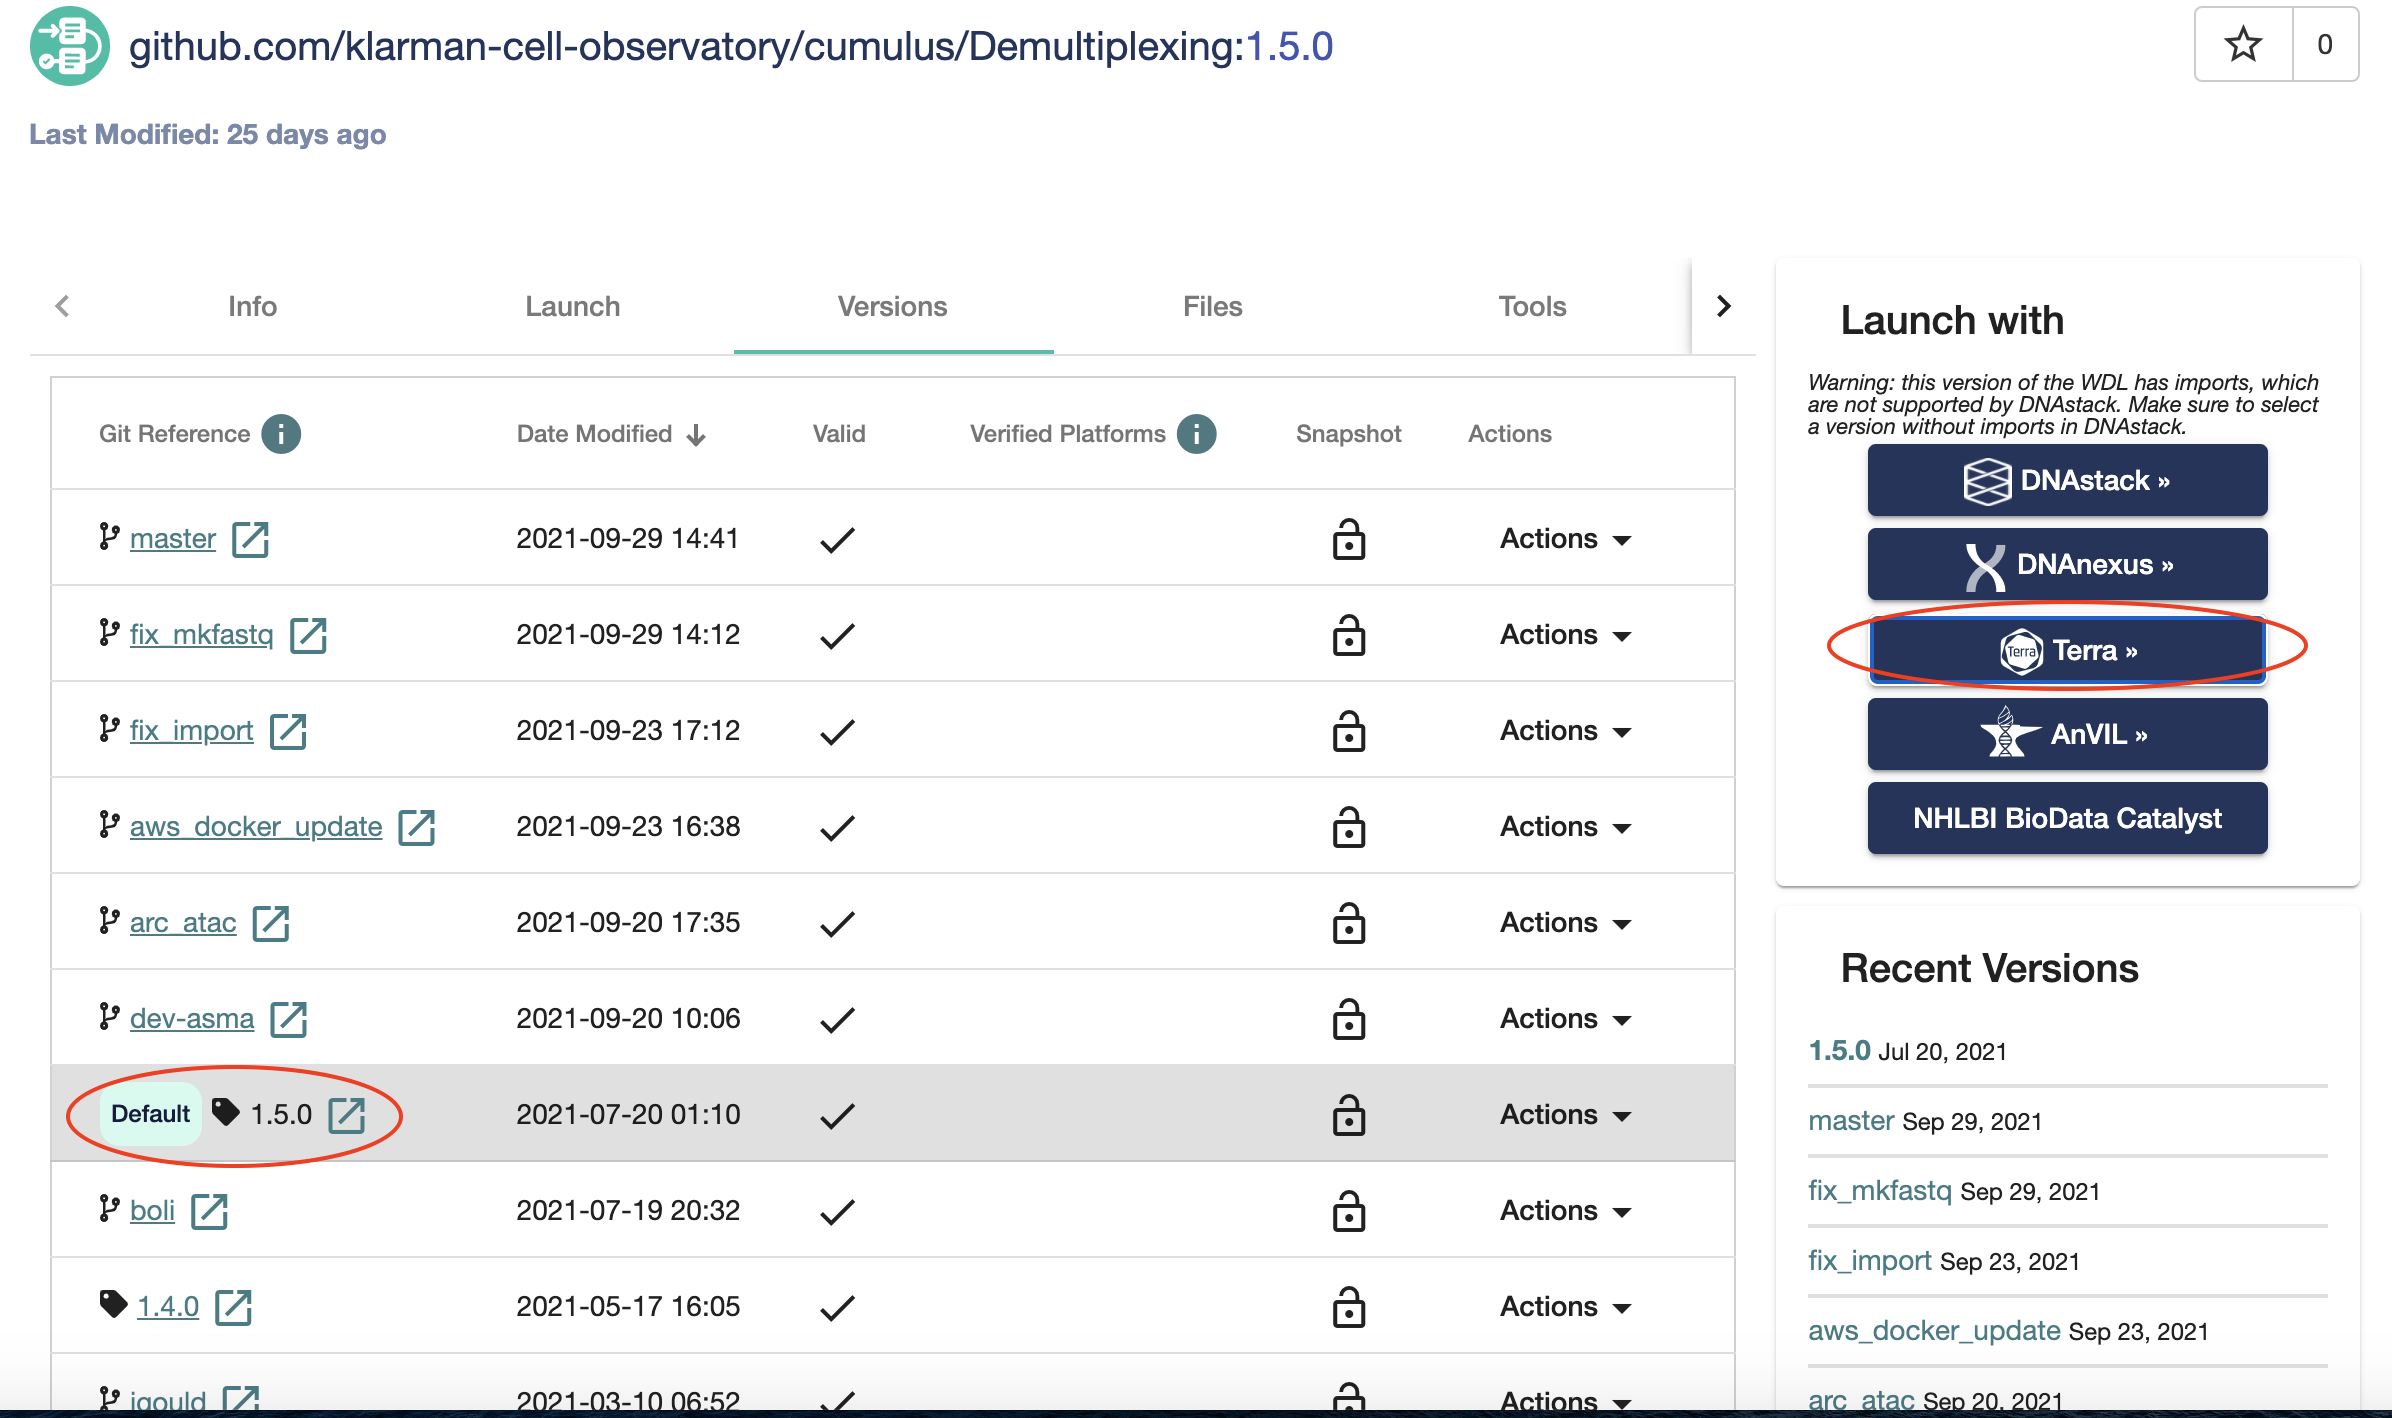 github.com/klarman-cell-observatory/cumulus/Demultiplexing:1.5.0
0
Last Modified: 25 days ago
Info Launch Versions Files Tools
Git Reference i Date Modified Valid Verified Platforms i Snapshot Actions
master 2021-09-29 14:41 Actions
fix_mkfastq 2021-09-29 14:12 Actions
fix_import 2021-09-23 17:12 Actions
aws_docker_update 2021-09-23 16:38 Actions
arc_atac 2021-09-20 17:35 Actions
dev-asma 2021-09-20 10:06 Actions
Default 1.5.0 2021-07-20 01:10 Actions
boli 2021-07-19 20:32 Actions
1.4.0 2021-05-17 16:05 Actions
jgould 2021-03-10 06:52 Actions
Launch with
Warning: this version of the WDL has imports, which
are not supported by DNAstack. Make sure to select
a version without imports in DNAstack.
DNAstack »
DNAnexus »
Terra Terra »
AnVIL »
NHLBI BioData Catalyst
Recent Versions
1.5.0 Jul 20, 2021
master Sep 29, 2021
fix_mkfastq Sep 29, 2021
fix_import Sep 23, 2021
aws_docker_update Sep 23, 2021
arc_atac Sep 20, 2021